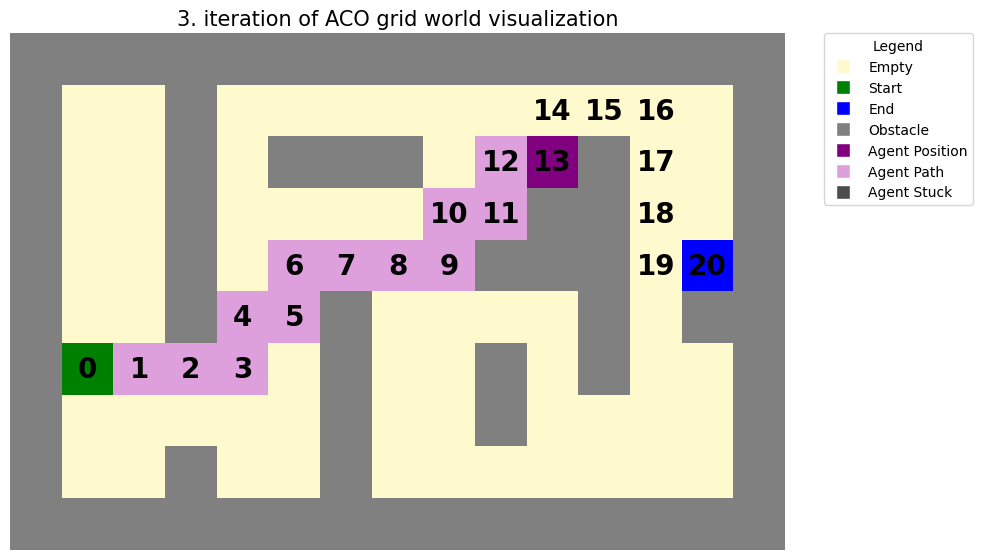 3. iteration of ACO grid world visualization
Legend
Empty
Start
End
Obstacle
Agent Position
Agent Path
Agent Stuck
14 15 16
12 13 17
10 11 18
6 7 8 9 19 20
4 5
0 1 2 3